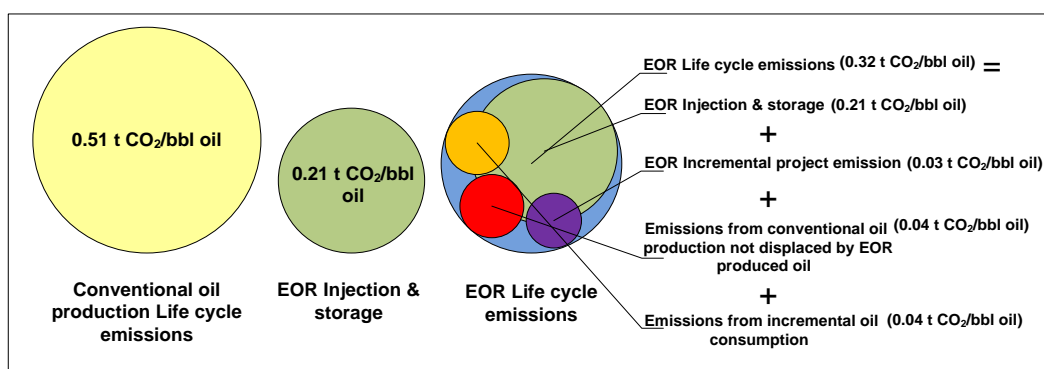 0.51 t CO₂/bbl oil
Conventional oil
production Life cycle
emissions
0.21 t CO₂/bbl
oil
EOR Injection &
storage
EOR Life cycle
emissions
EOR Life cycle emissions (0.32 t CO₂/bbl oil) =
EOR Injection & storage (0.21 t CO₂/bbl oil)
+
EOR Incremental project emission (0.03 t CO₂/bbl oil)
+
Emissions from conventional oil (0.04 t CO₂/bbl oil)
production not displaced by EOR
produced oil
+
Emissions from incremental oil (0.04 t CO₂/bbl oil)
consumption